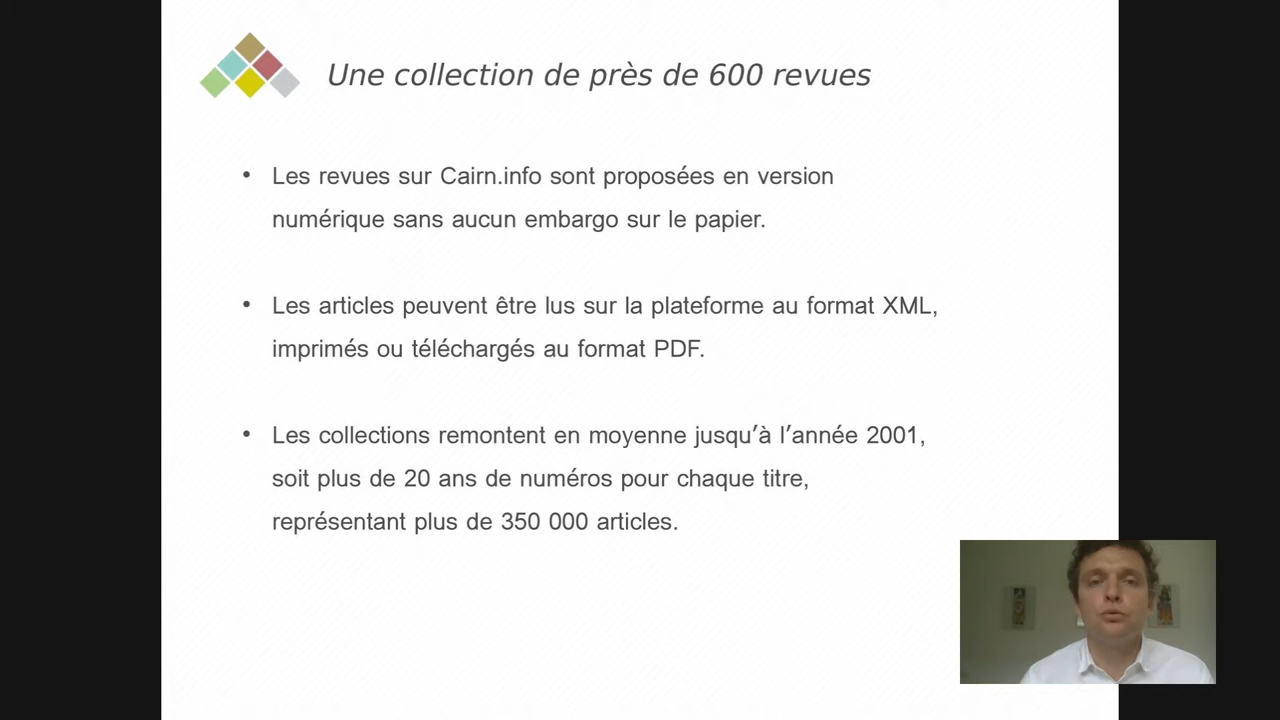 Une collection de près de 600 revues
• Les revues sur Cairn.info sont proposées en version
numérique sans aucun embargo sur le papier.
• Les articles peuvent être lus sur la plateforme au format XML,
imprimés ou téléchargés au format PDF.
• Les collections remontent en moyenne jusqu’à l’année 2001,
soit plus de 20 ans de numéros pour chaque titre,
représentant plus de 350 000 articles.